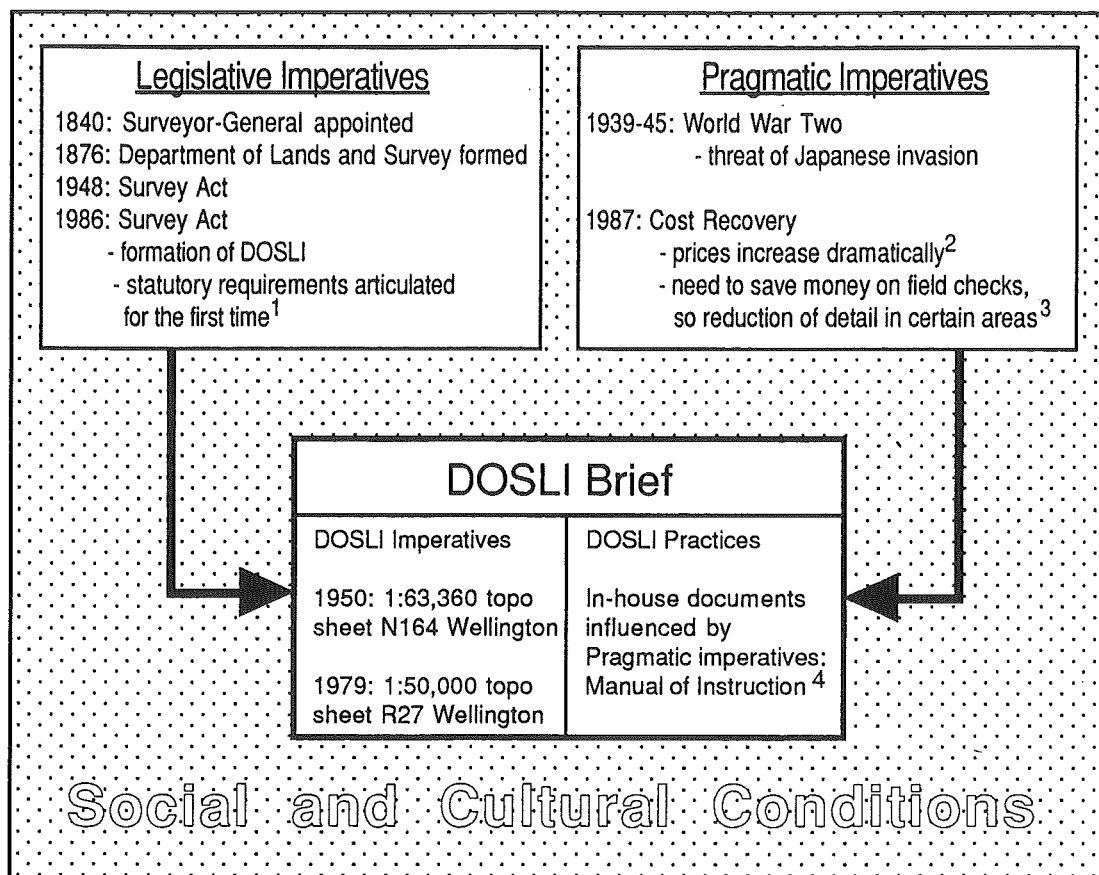 Legislative Imperatives
1840: Surveyor-General appointed
1876: Department of Lands and Survey formed
1948: Survey Act
1986: Survey Act
- formation of DOSLI
- statutory requirements articulated
for the first time1
Pragmatic Imperatives
1939-45: World War Two
- threat of Japanese invasion
1987: Cost Recovery
- prices increase dramatically2
- need to save money on field checks,
so reduction of detail in certain areas3
DOSLI Brief
DOSLI Imperatives
1950: 1:63,360 topo
sheet N164 Wellington
1979: 1:50,000 topo
sheet R27 Wellington
DOSLI Practices
In-house documents
influenced by
Pragmatic imperatives:
Manual of Instruction 4
Social and Cultural Conditions